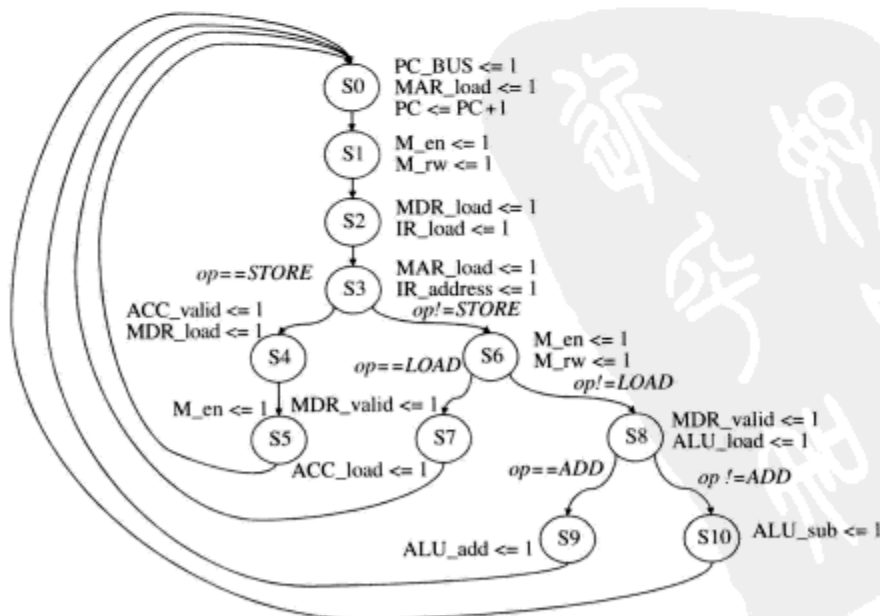 S0
PC_BUS <= 1
MAR_load <= 1
PC <= PC+1
S1
M_en <= 1
M_rw <= 1
S2
MDR_load <= 1
IR_load <= 1
op==STORE
S3
MAR_load <= 1
IR_address <= 1
ACC_valid <= 1
MDR_load <= 1
op!=STORE
S4
op==LOAD
S6
M_en <= 1
M_rw <= 1
op!=LOAD
M_en <= 1
S5
MDR_valid <= 1
ACC_load <= 1
S7
S8
MDR_valid <= 1
ALU_load <= 1
op==ADD
op !=ADD
ALU_add <= 1
S9
S10
ALU_sub <= 1